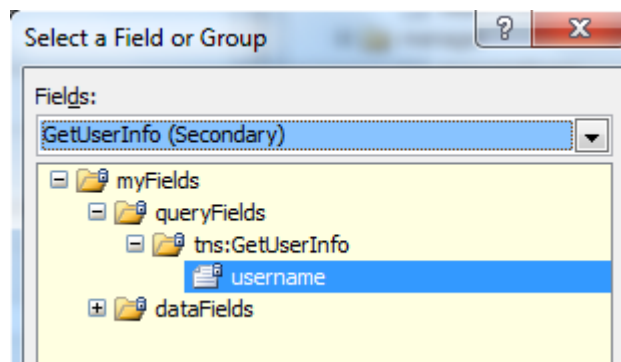 Select a Field or Group
Fields:
GetUserInfo (Secondary)
myFields
queryFields
tns:GetUserInfo
username
dataFields